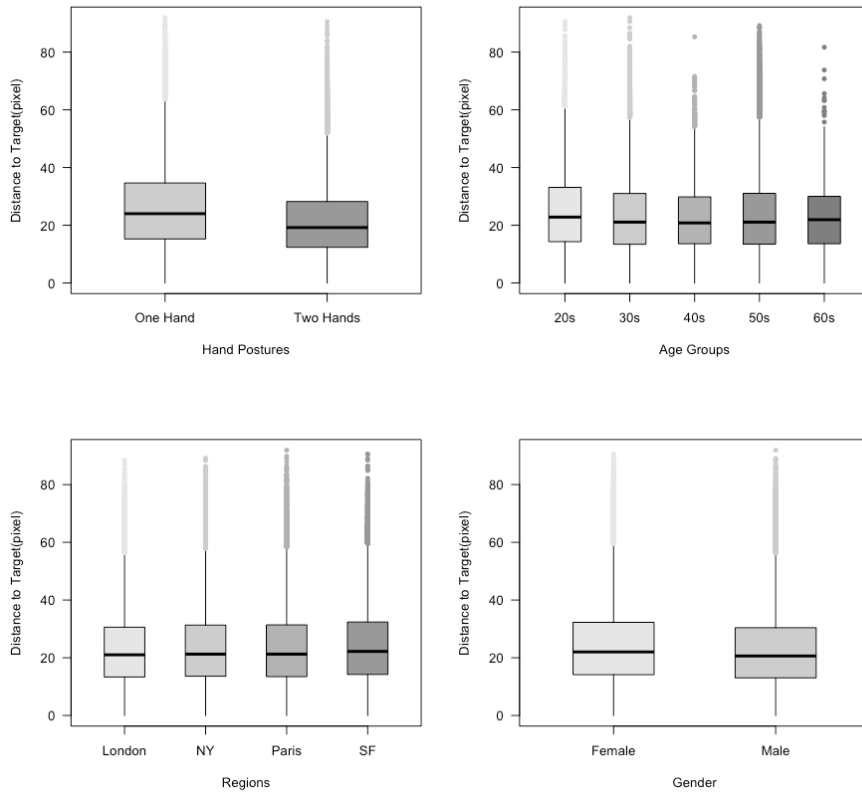 Distance to Target(pixel)
80
60
40
20
0
One Hand Two Hands
Hand Postures
Distance to Target(pixel)
80
60
40
20
0
20s 30s 40s 50s 60s
Age Groups
Distance to Target(pixel)
80
60
40
20
0
London NY Paris SF
Regions
Distance to Target(pixel)
80
60
40
20
0
Female Male
Gender